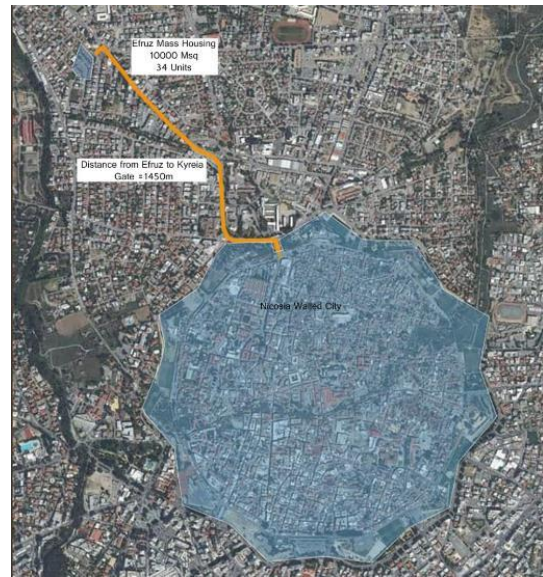 Efruz Mass Housing
10000 Msq
34 Units
Distance from Efruz to Kyreia
Gate =1450m
Nicosia Walled City